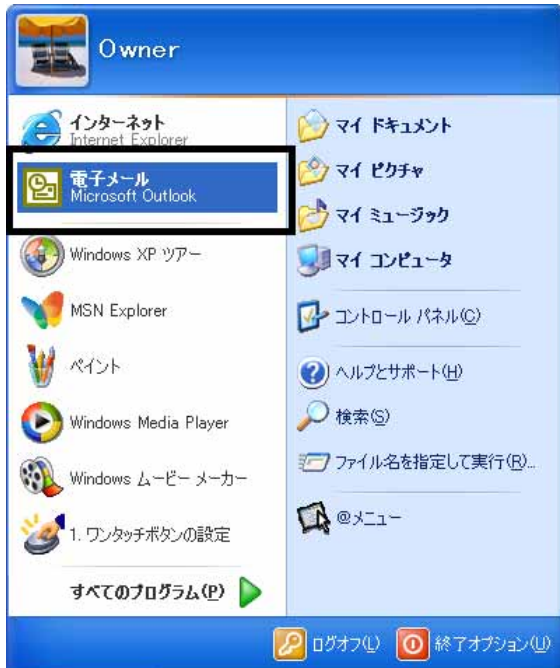 Owner
インターネット
Internet Explorer
電子メール
Microsoft Outlook
Windows XP ツアー
MSN Explorer
ペイント
Windows Media Player
Windows ムービー メーカー
1. ワンタッチボタンの設定
すべてのプログラム(P)
マイ ドキュメント
マイ ピクチャ
マイ ミュージック
マイ コンピュータ
コントロール パネル(C)
ヘルプとサポート(H)
検索(S)
ファイル名を指定して実行(R)...
@メニュー
ログオフ(L)
終了オプション(U)